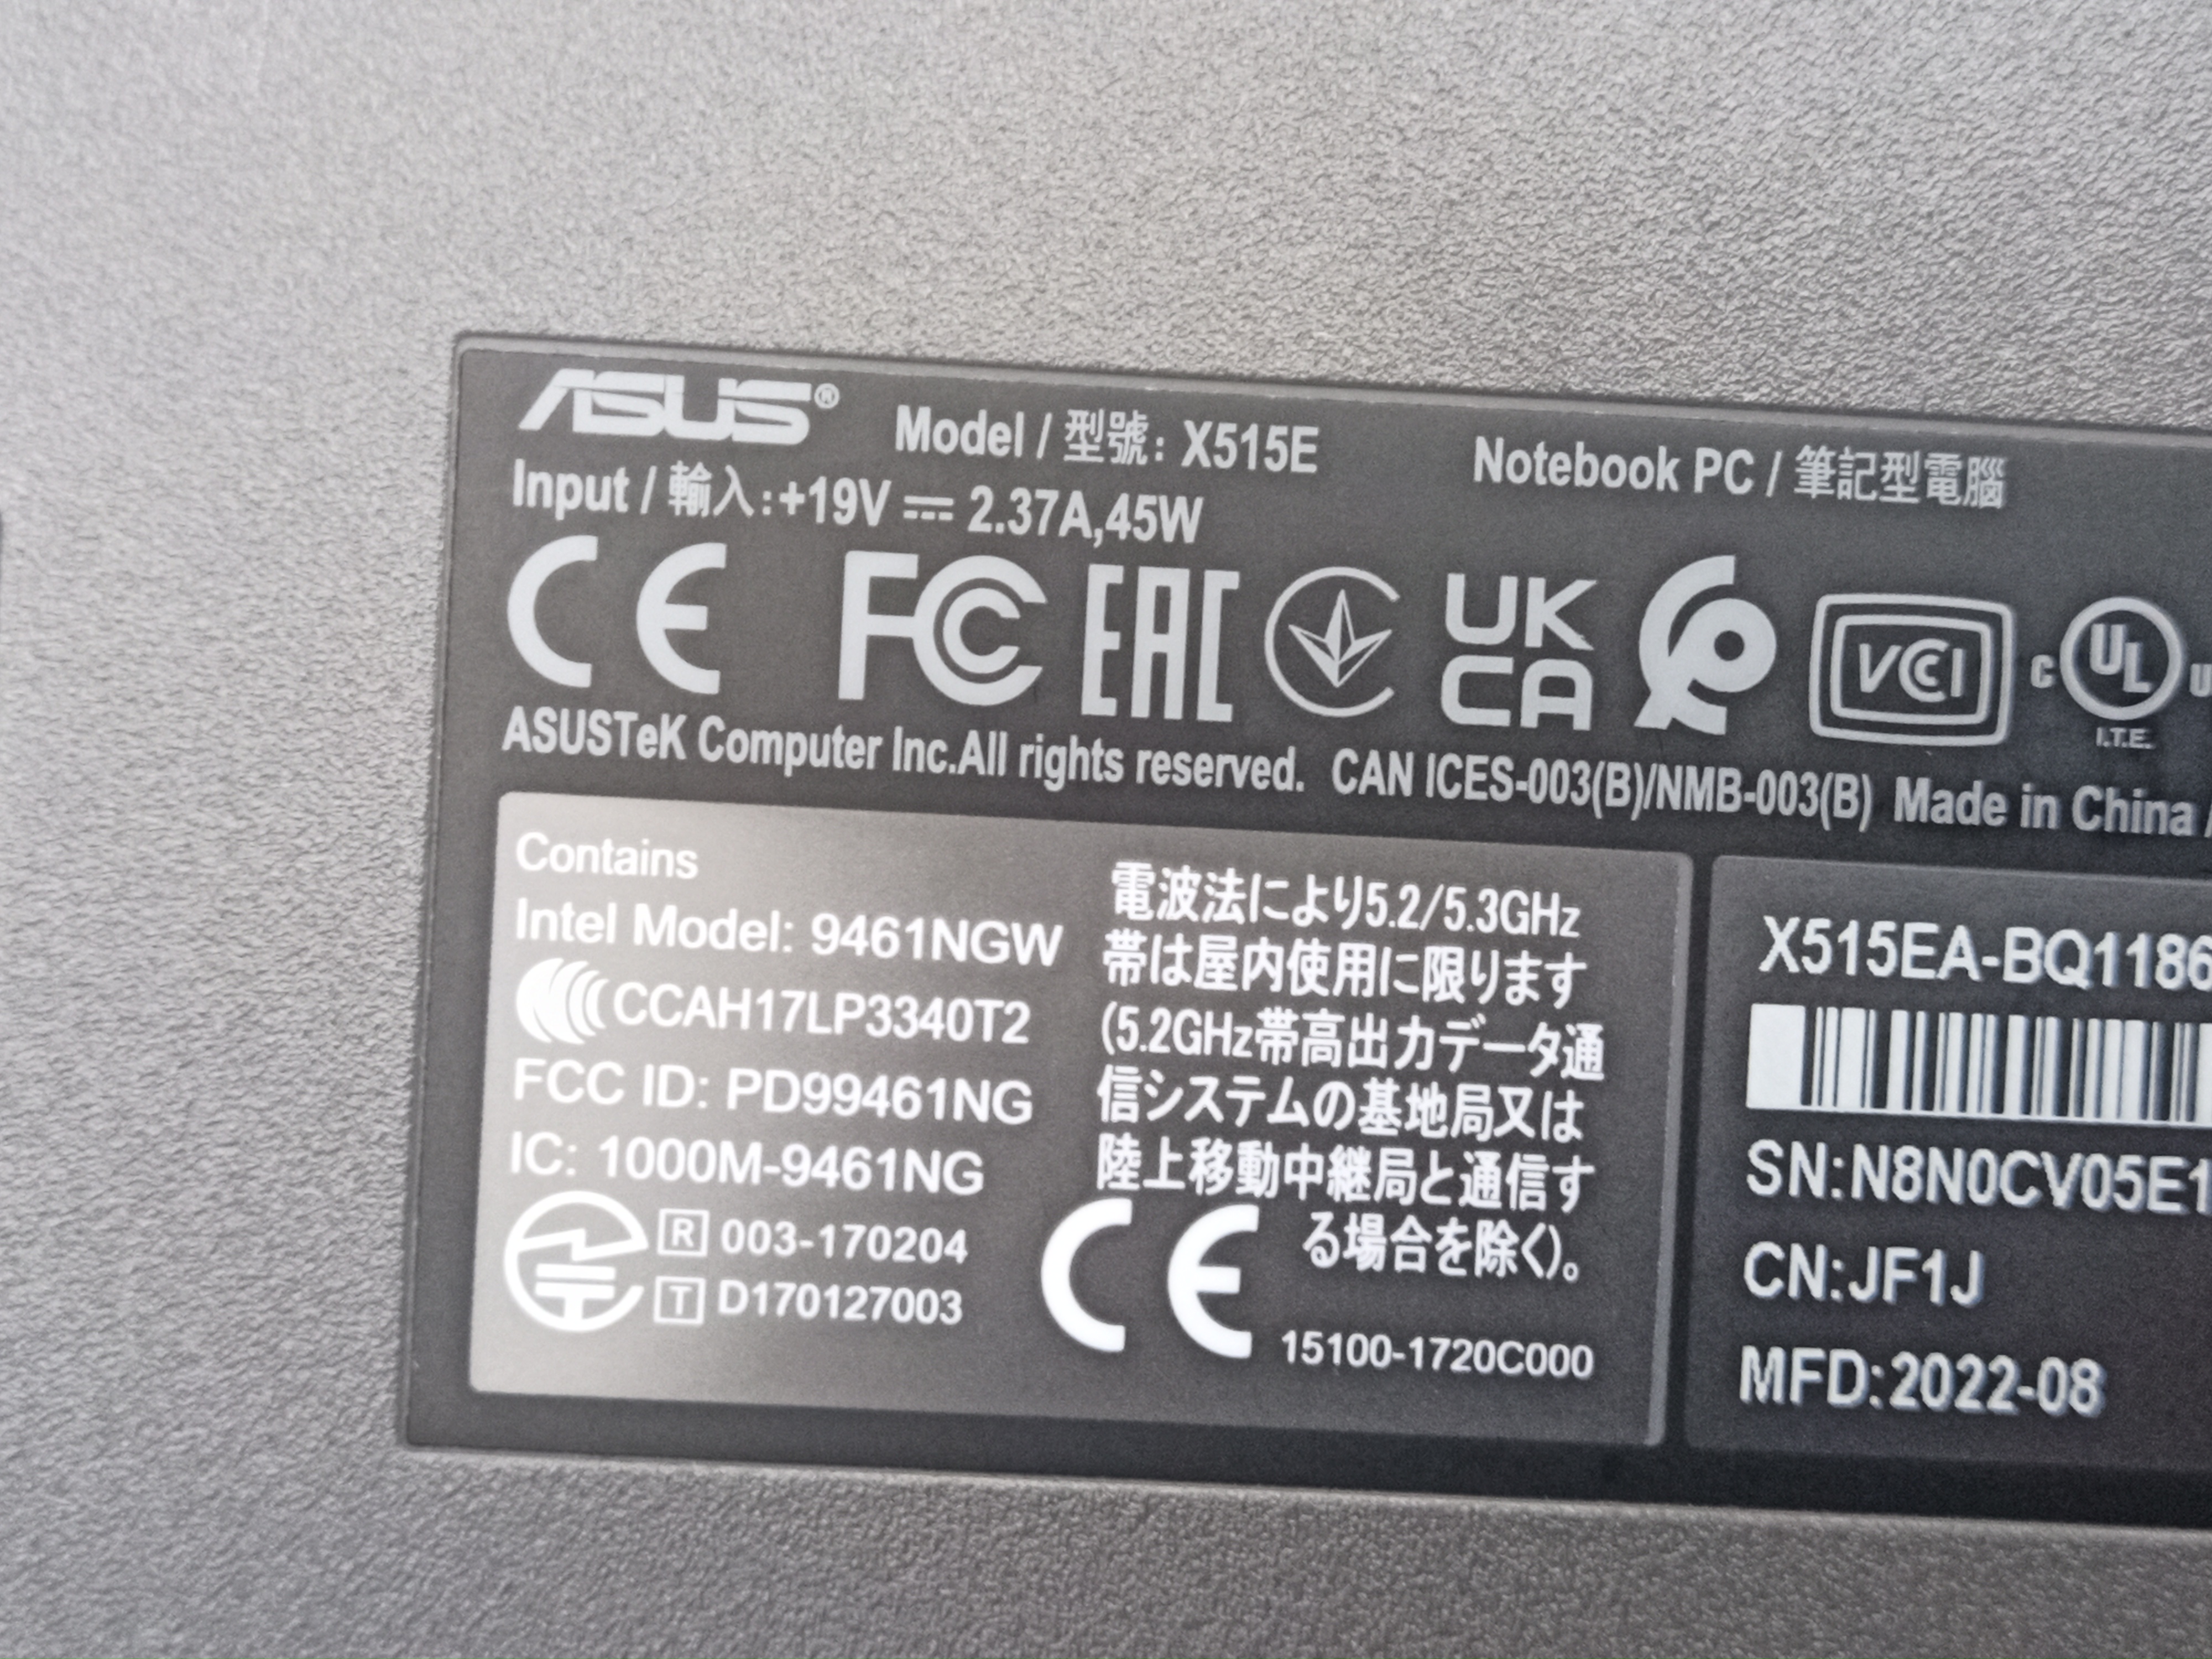 ASUS® Model / 型號: X515E Notebook PC / 筆記型電腦
Input / 輸入:+19V ⎓ 2.37A,45W
CE FC EAC UK CA VCI C UL
I.T.E.
ASUSTeK Computer Inc.All rights reserved. CAN ICES-003(B)/NMB-003(B) Made in China /
Contains
Intel Model: 9461NGW
CCAH17LP3340T2
FCC ID: PD99461NG
IC: 1000M-9461NG
R 003-170204
T D170127003
電波法により5.2/5.3GHz
帯は屋内使用に限ります
(5.2GHz帯高出力データ通
信システムの基地局又は
陸上移動中継局と通信す
る場合を除く)。
CE 15100-1720C000
X515EA-BQ1186
SN:N8N0CV05E1
CN:JF1J
MFD:2022-08